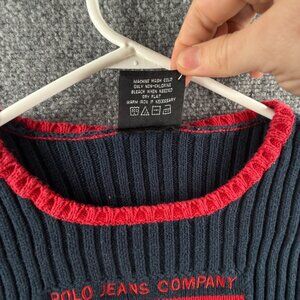 MACHINE WASH COLD
ONLY NON-CHLORINE
BLEACH WHEN NEEDED
DRY FLAT
WARM IRON IF NECESSARY
POLO JEANS COMPANY